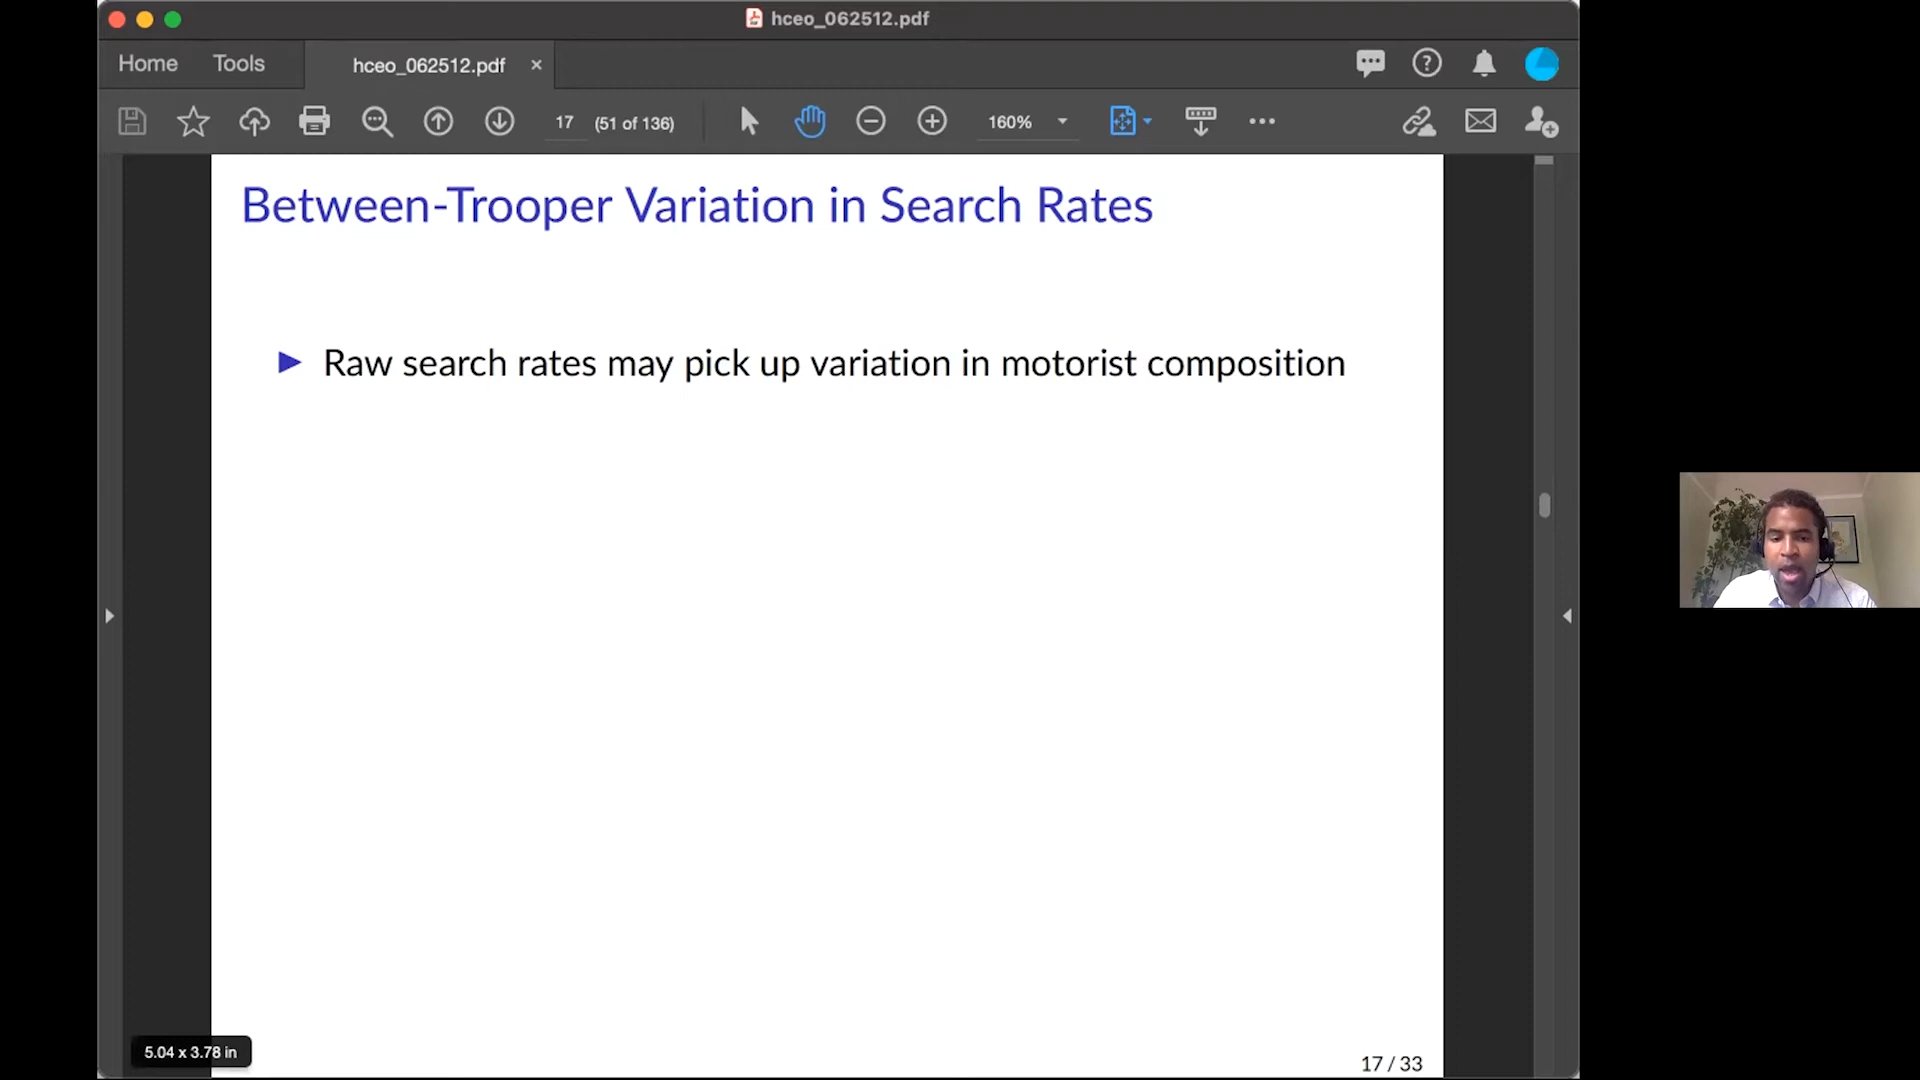 hceo_062512.pdf
Home Tools hceo_062512.pdf ×
17 (51 of 136) 160%
Between-Trooper Variation in Search Rates
Raw search rates may pick up variation in motorist composition
5.04 x 3.78 in
17 / 33